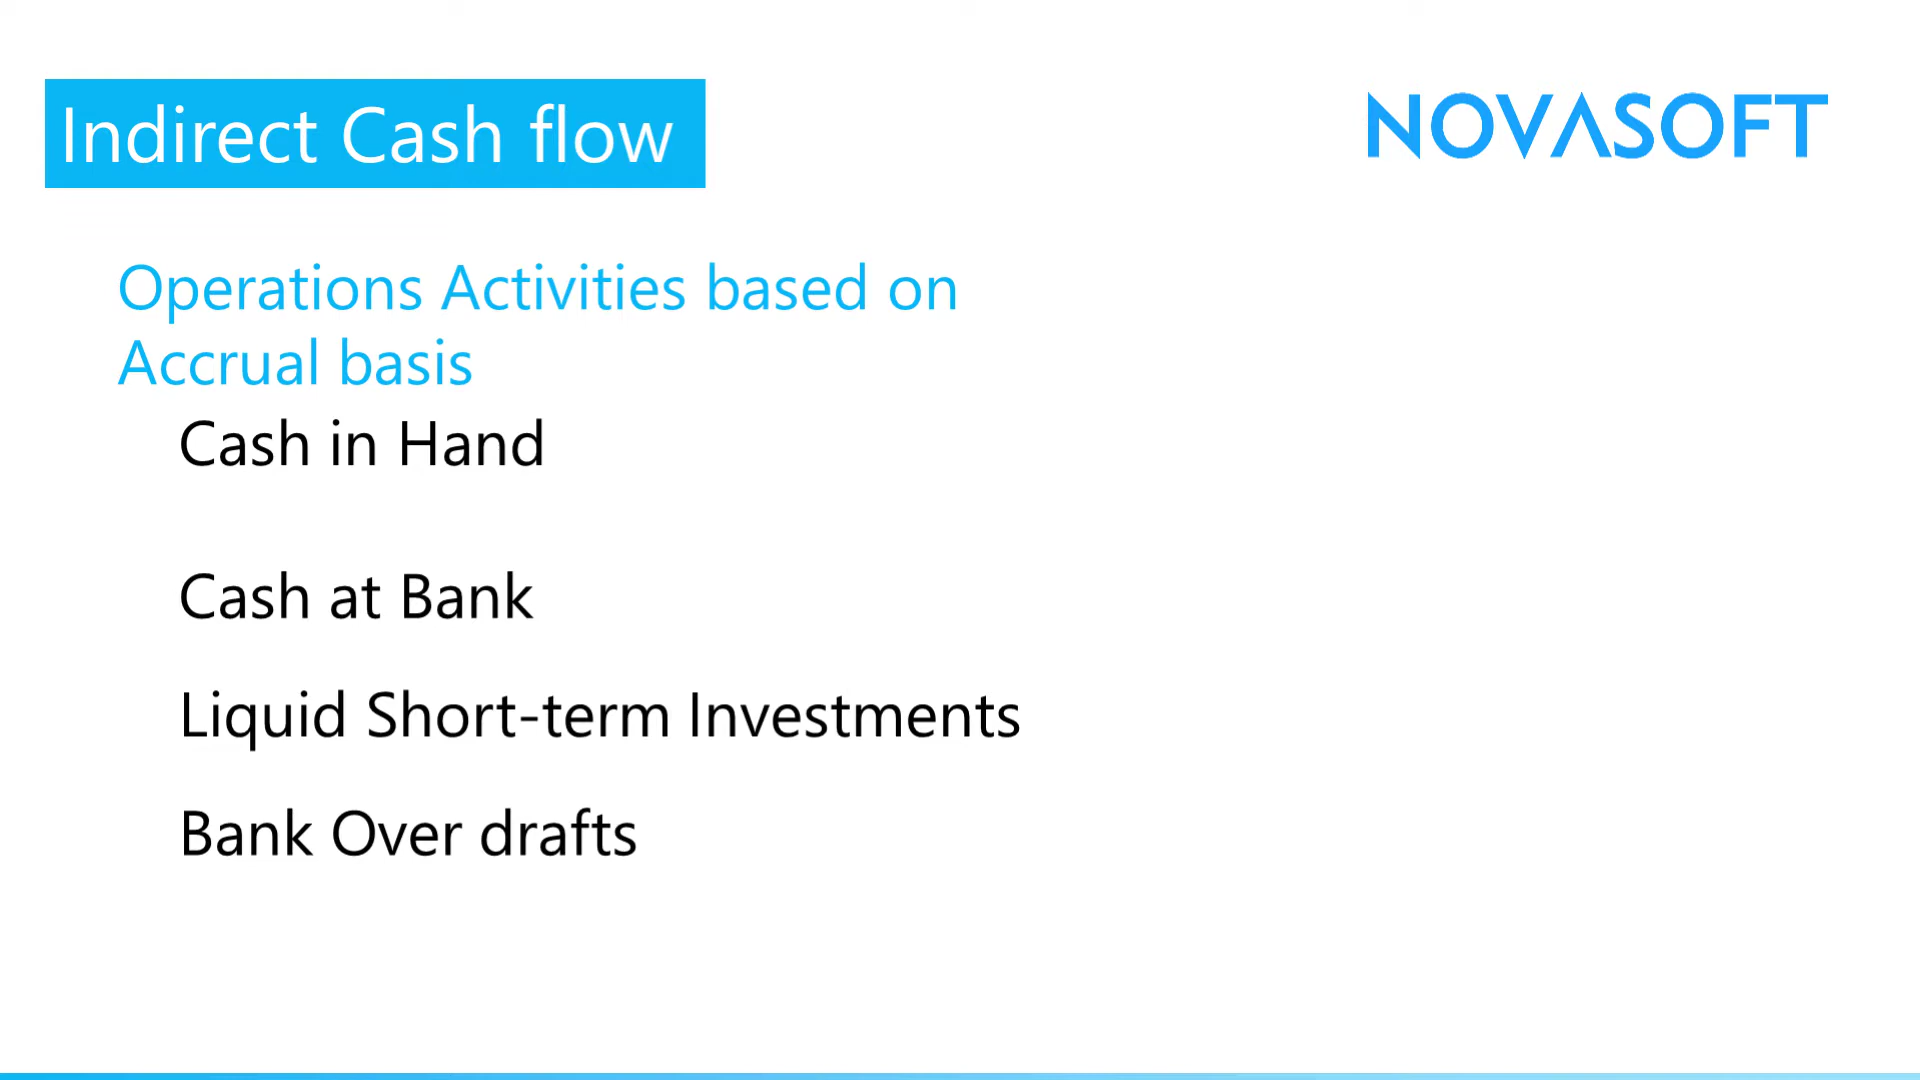 Indirect Cash flow
NOVASOFT
Operations Activities based on
Accrual basis
Cash in Hand
Cash at Bank
Liquid Short-term Investments
Bank Over drafts